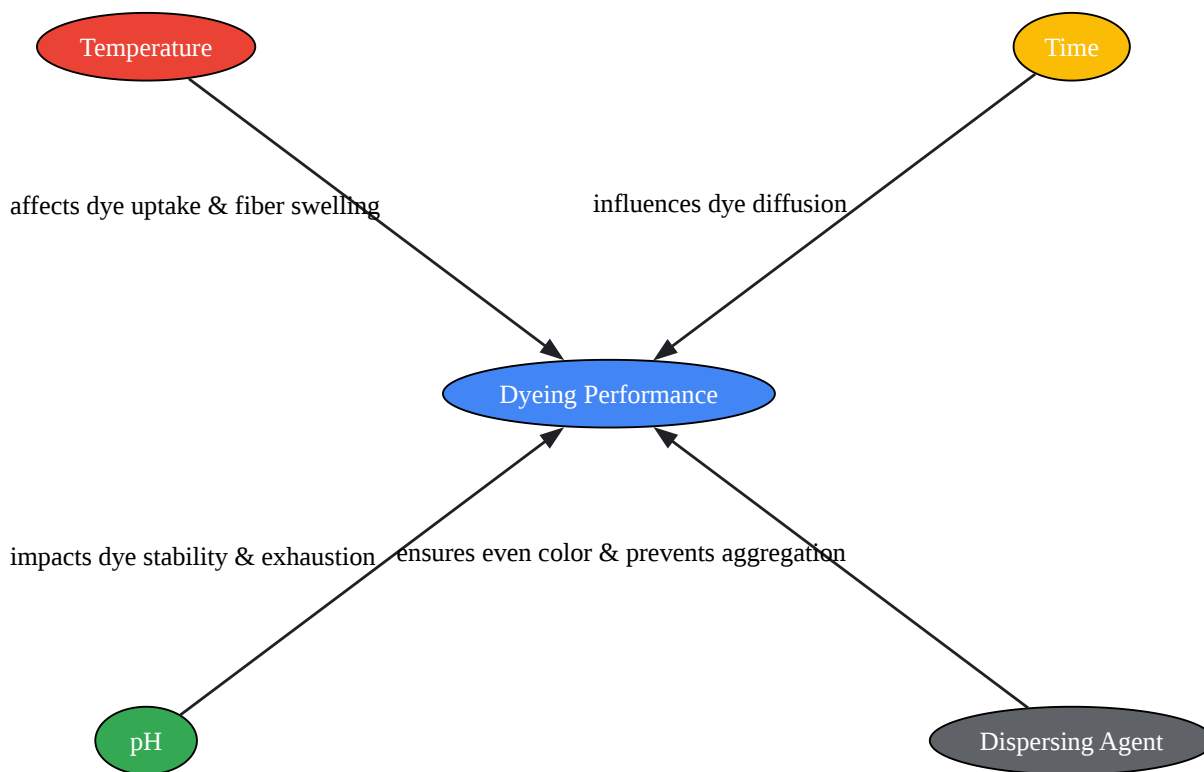 Temperature
Time
affects dye uptake & fiber swelling
influences dye diffusion
Dyeing Performance
impacts dye stability & exhaustion
ensures even color & prevents aggregation
pH
Dispersing Agent